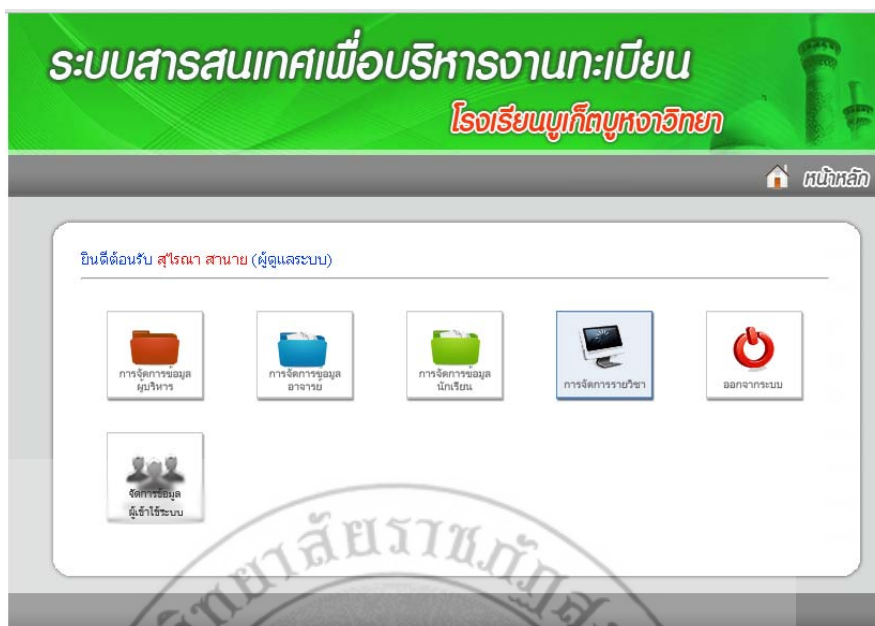 ระบบสารสนเทศเพื่อบริหารงานทะเบียน
โรงเรียนบูเก็ตบูหงาวิทยา
หน้าหลัก
ยินดีต้อนรับ สุไรณา สานาย (ผู้ดูแลระบบ)
การจัดการข้อมูล
ผู้บริหาร
การจัดการข้อมูล
อาจารย์
การจัดการข้อมูล
นักเรียน
การจัดการรายวิชา
ออกจากระบบ
จัดการข้อมูล
ผู้เข้าใช้ระบบ